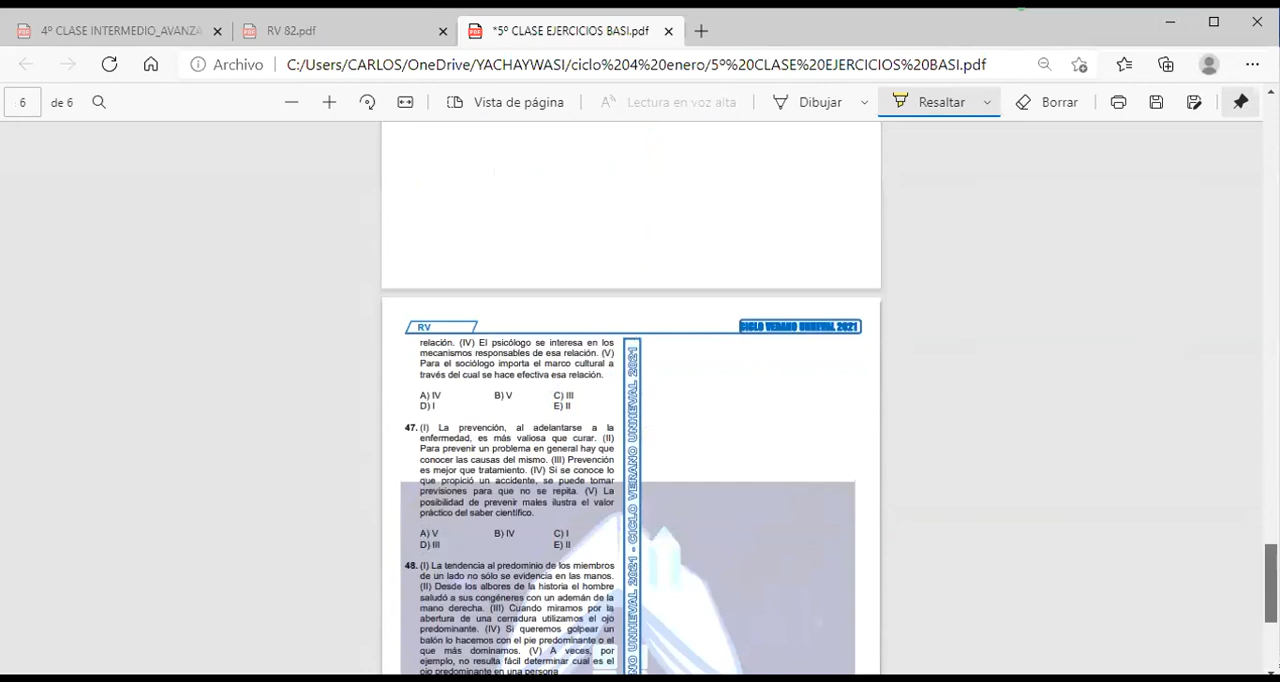 4º CLASE INTERMEDIO_AVANZA
RV 82.pdf
*5º CLASE EJERCICIOS BASI.pdf
Archivo
C:/Users/CARLOS/OneDrive/YACHAYWASI/ciclo%204%20enero/5º%20CLASE%20EJERCICIOS%20BASI.pdf
6 de 6
Vista de página
Lectura en voz alta
Dibujar
Resaltar
Borrar
RV
CICLO VERANO UNHEVAL 2021
relación. (IV) El psicólogo se interesa en los
mecanismos responsables de esa relación. (V)
Para el sociólogo importa el marco cultural a
través del cual se hace efectiva esa relación.
A) IV B) V C) III
D) I E) II
47. (I) La prevención, al adelantarse a la
enfermedad, es más valiosa que curar. (II)
Para prevenir un problema en general hay que
conocer las causas del mismo. (III) Prevención
es mejor que tratamiento. (IV) Si se conoce lo
que propició un accidente, se puede tomar
previsiones para que no se repita. (V) La
posibilidad de prevenir males ilustra el valor
práctico del saber científico.
A) V B) IV C) I
D) III E) II
48. (I) La tendencia al predominio de los miembros
de un lado no sólo se evidencia en las manos.
(II) Desde los albores de la historia el hombre
saludó a sus congéneres con un ademán de la
mano derecha. (III) Cuando miramos por la
abertura de una cerradura utilizamos el ojo
predominante. (IV) Si queremos golpear un
balón lo hacemos con el pie predominante o el
que más dominamos. (V) A veces, por
ejemplo, no resulta fácil determinar cual es el
ojo predominante en una persona
NO UNHEVAL 2021 - CICLO VERANO UNHEVAL 2021